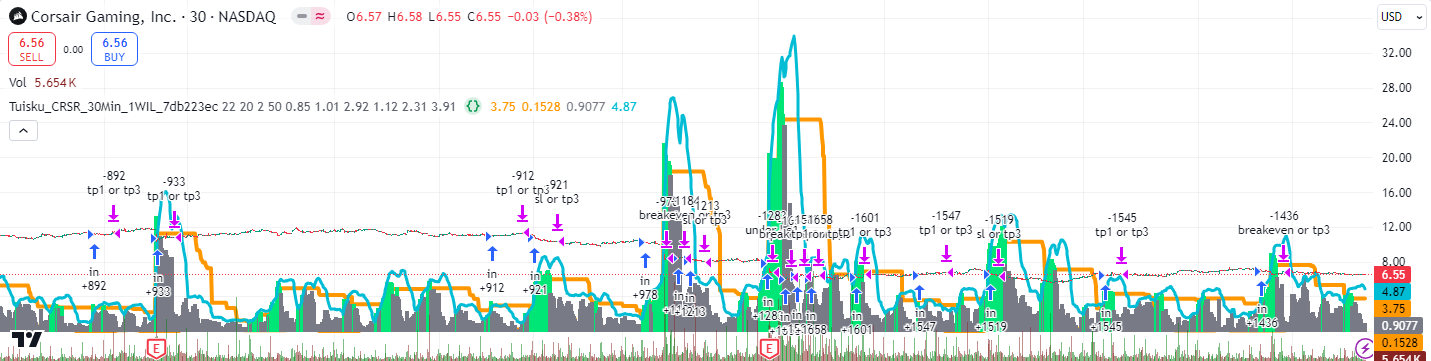 Corsair Gaming, Inc. · 30 · NASDAQ O6.57 H6.58 L6.55 C6.55 −0.03 (−0.38%)
USD
6.56
SELL
0.00
6.56
BUY
Vol 5.654K
Tuisku_CRSR_30Min_1WIL_7db223ec 22 20 2 50 0.85 1.01 2.92 1.12 2.31 3.91 {} 3.75 0.1528 0.9077 4.87
32.00
28.00
24.00
20.00
16.00
12.00
8.00
6.55
4.87
3.75
0.9077
0.1528
5.654K
-892
tp1 or tp3
-933
tp1 or tp3
-912
tp1 or tp3
-921
sl or tp3
breakeven
sl or tp3
-1601
-1547
tp1 or tp3
-1519
sl or tp3
-1545
tp1 or tp3
-1436
breakeven or tp3
in
+892
in
+933
in
+912
in
+921
in
+978
in
in
in
in
+1601
in
+1547
in
+1519
in
+1545
in
+1436
E
E